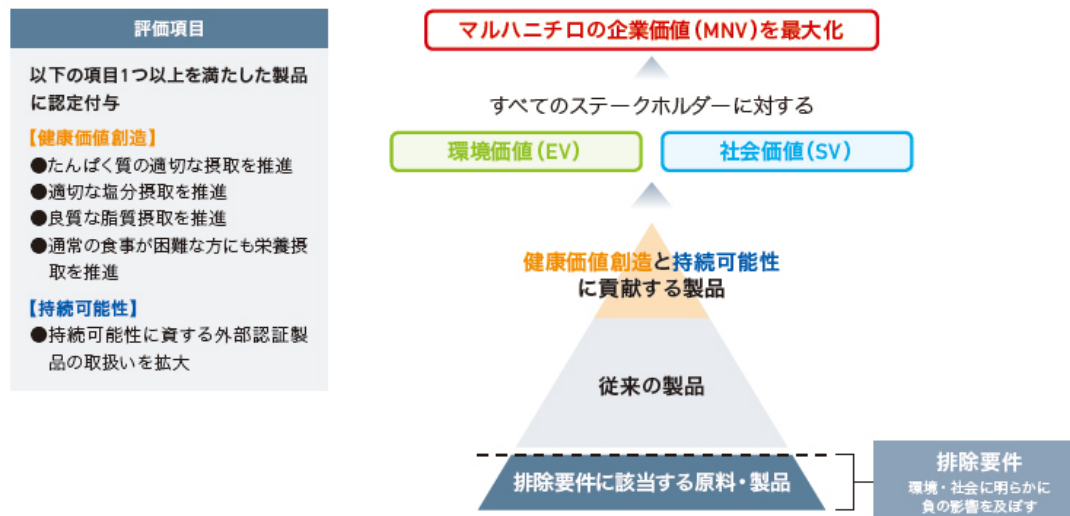 評価項目
以下の項目1つ以上を満たした製品
に認定付与
【健康価値創造】
●たんぱく質の適切な摂取を推進
●適切な塩分摂取を推進
●良質な脂質摂取を推進
●通常の食事が困難な方にも栄養摂
取を推進
【持続可能性】
●持続可能性に資する外部認証製
品の取扱いを拡大
マルハニチロの企業価値(MNV)を最大化
すべてのステークホルダーに対する
環境価値(EV)
社会価値(SV)
健康価値創造と持続可能性
に貢献する製品
従来の製品
排除要件に該当する原料・製品
排除要件
環境・社会に明らかに
負の影響を及ぼす